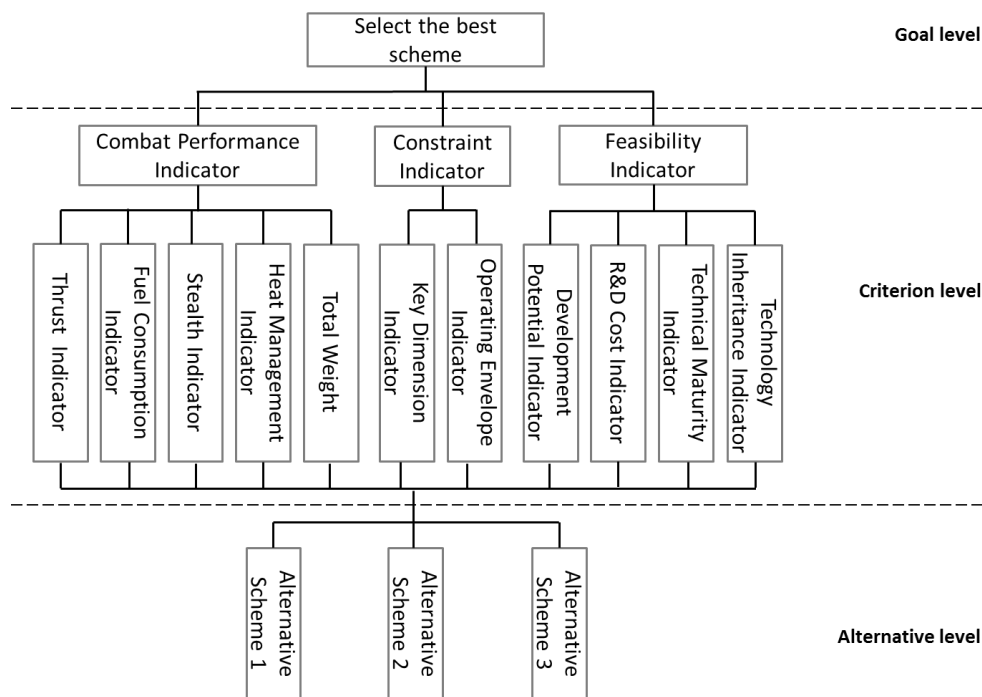 Select the best
scheme
Goal level
Combat Performance
Indicator
Constraint
Indicator
Feasibility
Indicator
Thrust Indicator
Fuel Consumption
Indicator
Stealth Indicator
Heat Management
Indicator
Total Weight
Key Dimension
Indicator
Operating Envelope
Indicator
Development
Potential Indicator
R&D Cost Indicator
Technical Maturity
Indicator
Technology
Inheritance Indicator
Criterion level
Alternative
Scheme 1
Alternative
Scheme 2
Alternative
Scheme 3
Alternative level